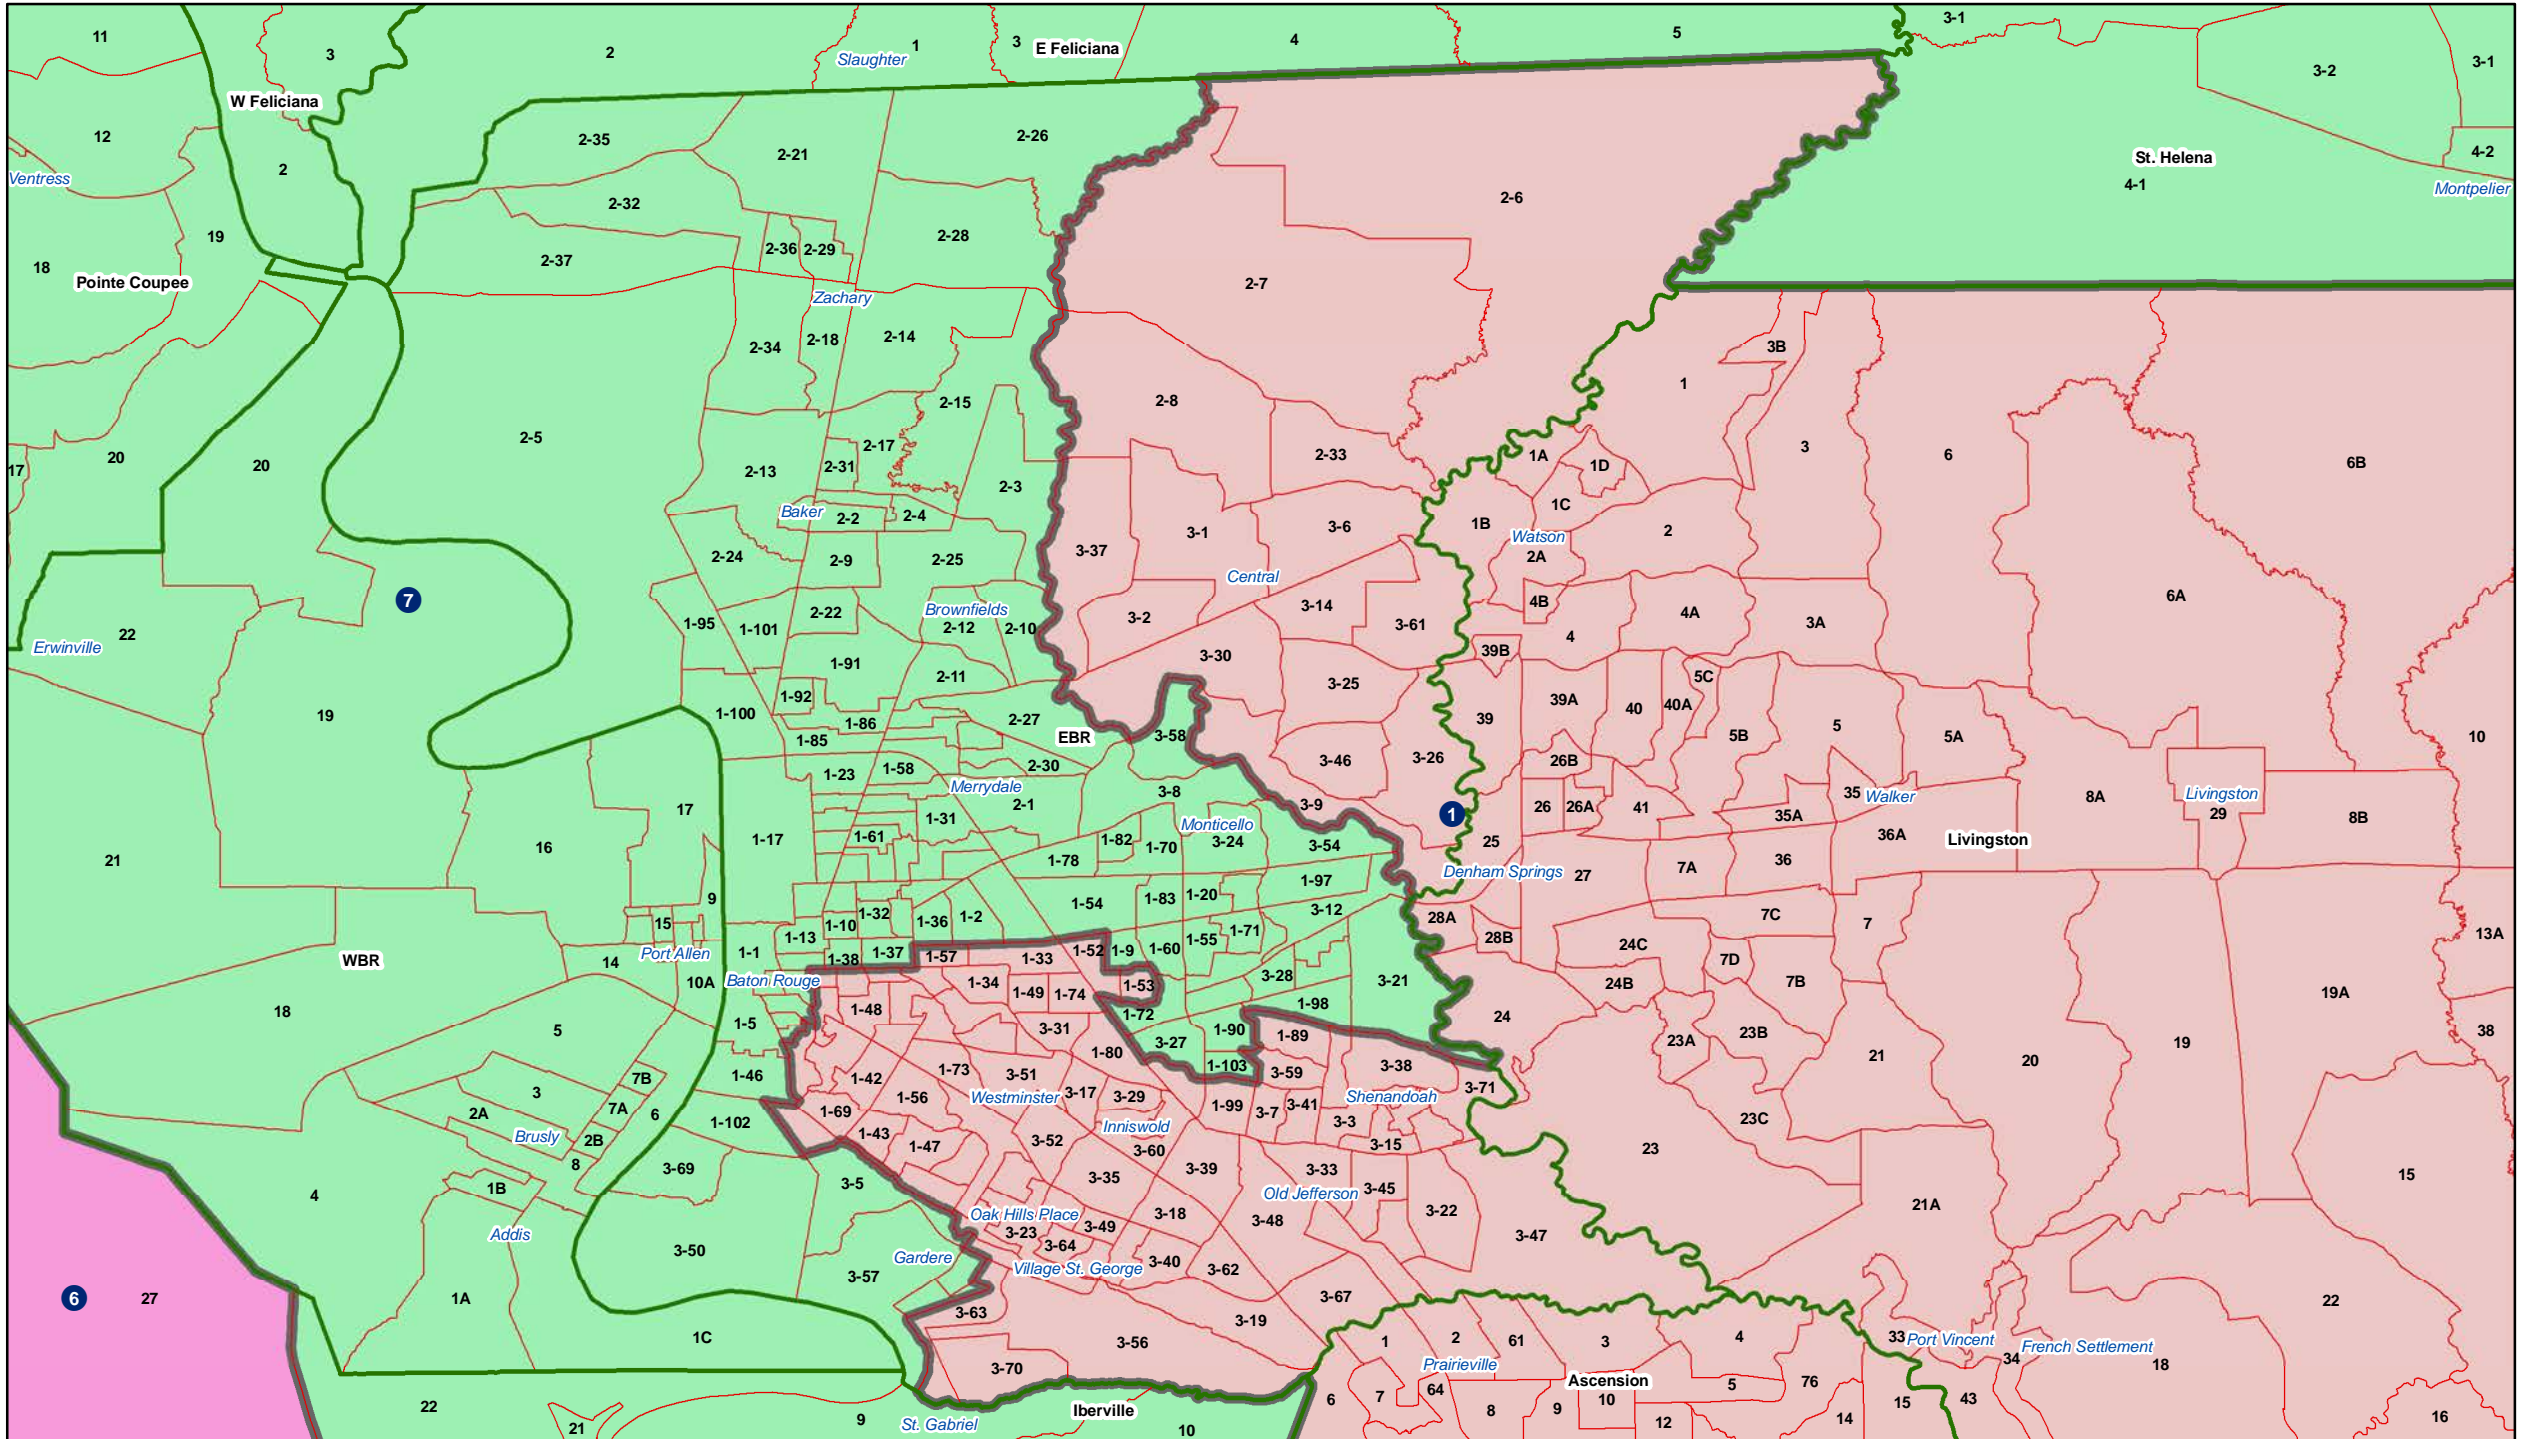 11
3
2
Slaughter
1
3
E Feliciana
4
5
3-1
3-2
3-1
W Feliciana
12
2
2-35
2-21
2-26
4-2
St. Helena
4-1
Montpelier
Ventress
19
2-32
2-36
2-29
2-28
2-6
18
Pointe Coupee
2-37
Zachary
2-7
2-34
2-18
2-14
3B
1
2-15
2-8
20
20
17
2-5
2-13
2-31
2-17
2-3
2-33
1A
1D
3
6
6B
Baker
2-2
2-4
1C
1B
Watson
2
3-37
3-1
3-6
2-24
2-9
2-25
2A
Central
7
Brownfields
2-12
2-10
2-22
1-95
1-101
3-2
3-14
3-61
4B
4
4A
3A
6A
22
Erwinville
1-91
2-11
3-30
39B
3-25
1-92
39A
40
40A
5C
19
1-100
1-86
2-27
39
5B
5
5A
10
1-85
EBR
3-58
3-46
3-26
26B
1-23
1-58
2-30
Merrydale
2-1
3-8
3-9
1
26
26A
41
35
Walker
35A
8A
Livingston
29
8B
17
1-17
1-31
1-61
Monticello
3-24
1-82
1-70
3-54
25
36A
Livingston
16
21
1-78
36
7A
27
Denham Springs
9
1-54
1-83
1-20
1-97
3-12
15
1-10
1-32
1-36
1-2
28A
7C
7
1-13
1-55
1-71
28B
24C
13A
Port Allen
1-1
1-38
1-37
1-57
1-33
1-52
1-9
1-60
7D
WBR
14
10A
Baton Rouge
1-34
1-49
1-74
1-53
3-28
3-21
24B
7B
19A
18
5
1-5
1-48
3-31
1-72
1-90
1-98
1-89
24
23A
23B
38
3-27
1-80
1-103
3-59
3-38
3-71
21
20
19
3
7B
1-46
1-42
1-73
3-51
3-17
3-29
Westminster
1-56
Shenandoah
2A
7A
6
1-102
1-69
1-99
3-7
3-41
3-3
23C
Brusly
2B
1-43
1-47
Inniswold
3-52
3-60
3-15
23
8
3-69
3-5
3-35
3-39
3-33
15
4
1B
Old Jefferson
3-45
3-22
21A
Addis
Oak Hills Place
3-23
3-49
3-18
3-48
3-47
3-50
Gardere
3-64
Village St. George
3-40
3-62
3-57
6
27
1A
3-63
3-67
22
1C
3-56
3-19
1
2
61
3
4
33
Port Vincent
34
French Settlement
18
3-70
Prairieville
Ascension
64
5
76
22
21
9
St. Gabriel
Iberville
10
6
7
8
9
10
12
14
15
43
16